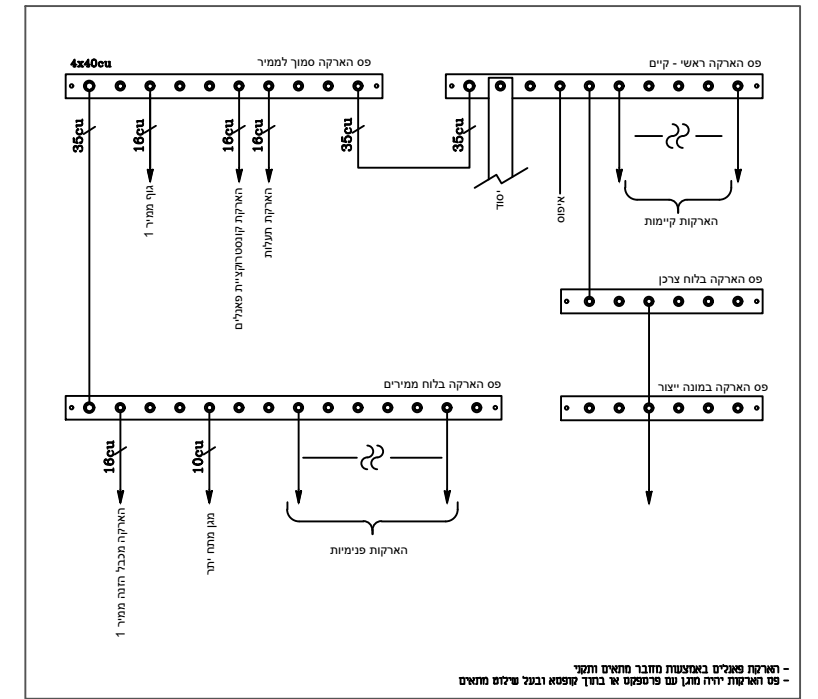 פס הארקה ראשי - קיים
פס הארקה סמוך לממיר
4x40cu
35cu
16cu
16cu
16cu
35cu
35cu
גוף ממיר 1
הארקת קונסטרוקציית פאנלים
הארקת תעלות
יסוד
איפוס
הארקות קיימות
פס הארקה בלוח צרכן
פס הארקה במונה ייצור
פס הארקה בלוח ממירים
16cu
10cu
הארקה מכבל הזנה ממיר 1
מגן מתח יתר
הארקות פנימיות
- הארקת פאנלים באמצעות מחבר מתאים ותקני
- פס הארקות יהיה מוגן עם פרספקס או בתוך קופסא ובעל שילוט מתאים